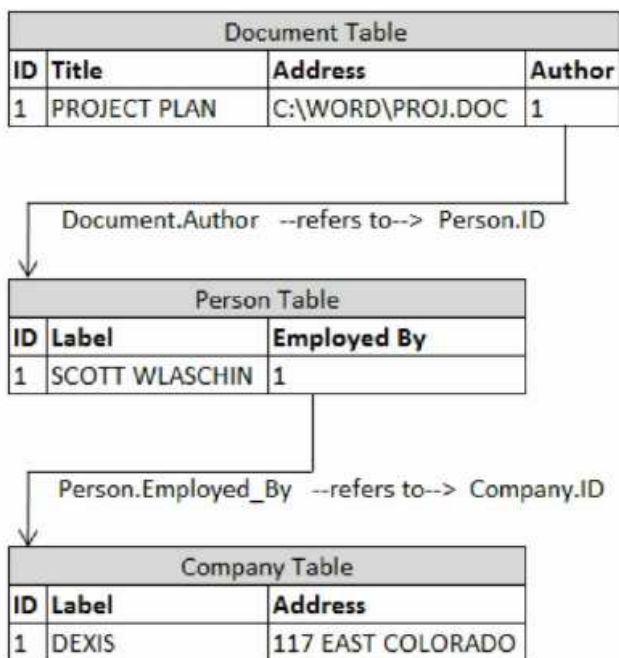 Document Table
ID Title Address Author
1 PROJECT PLAN C:\WORD\PROJ.DOC 1
Document.Author --refers to--> Person.ID
Person Table
ID Label Employed By
1 SCOTT WLASCHIN 1
Person.Employed_By --refers to--> Company.ID
Company Table
ID Label Address
1 DEXIS 117 EAST COLORADO